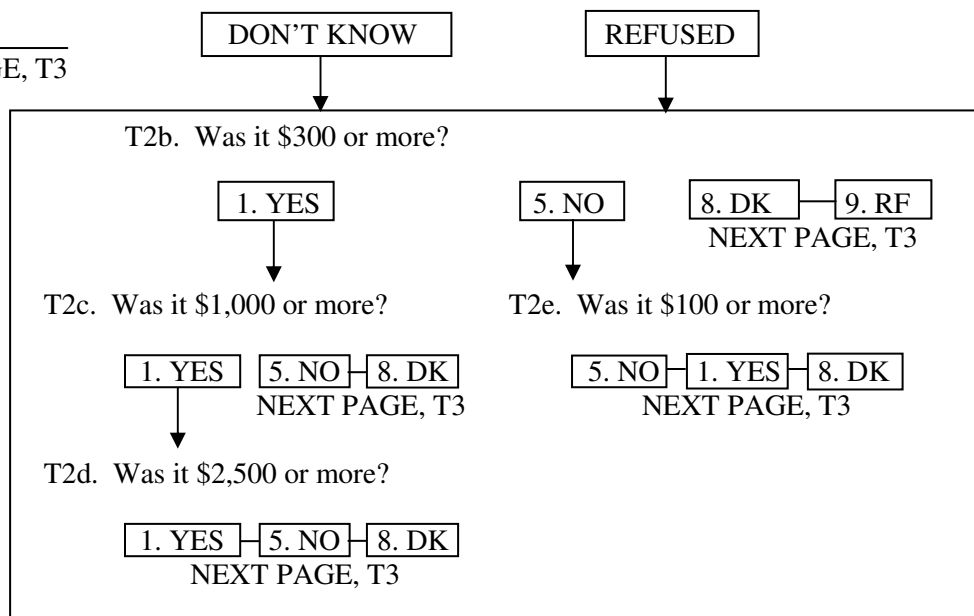 DON'T KNOW REFUSED
E, T3
T2b. Was it $300 or more?
1. YES 5. NO 8. DK 9. RF
NEXT PAGE, T3
T2c. Was it $1,000 or more? T2e. Was it $100 or more?
1. YES 5. NO 8. DK 5. NO 1. YES 8. DK
NEXT PAGE, T3 NEXT PAGE, T3
T2d. Was it $2,500 or more?
1. YES 5. NO 8. DK
NEXT PAGE, T3